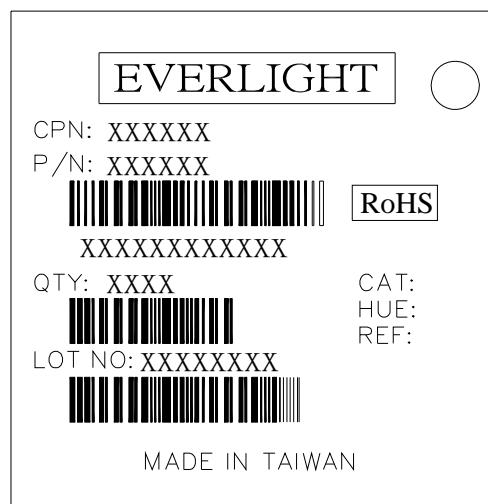 EVERLIGHT
CPN: XXXXXX
P/N: XXXXXX
RoHS
XXXXXXXXXXXX
QTY: XXXX
CAT:
HUE:
REF:
LOT NO: XXXXXXXX
MADE IN TAIWAN